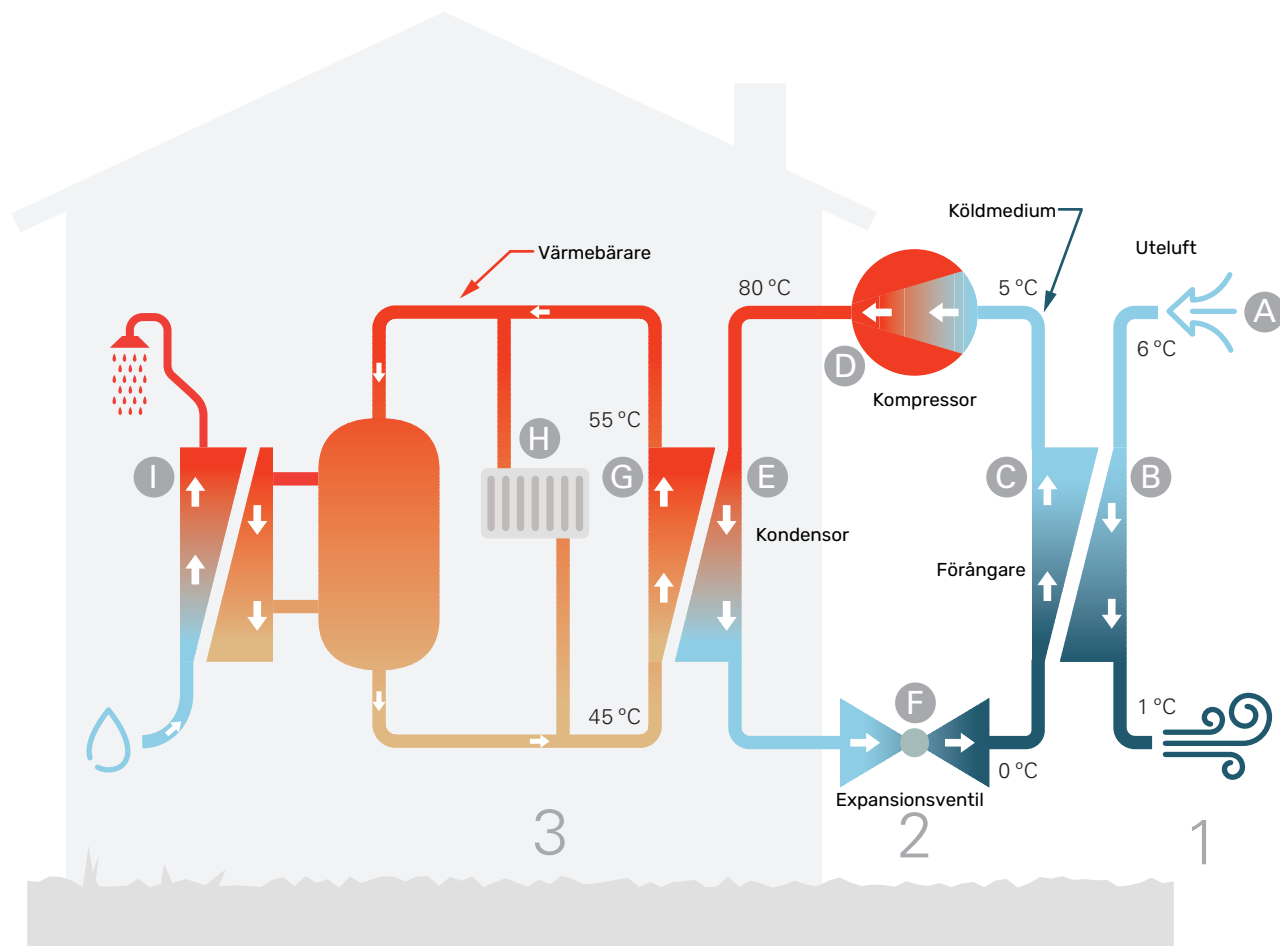 Köldmedium
Uteluft
Värmebärare
80 °C
5 °C
A
6 °C
D
Kompressor
55 °C
H
I
G
E
C
B
Kondensor
Förångare
45 °C
F
1 °C
0 °C
Expansionsventil
3
2
1